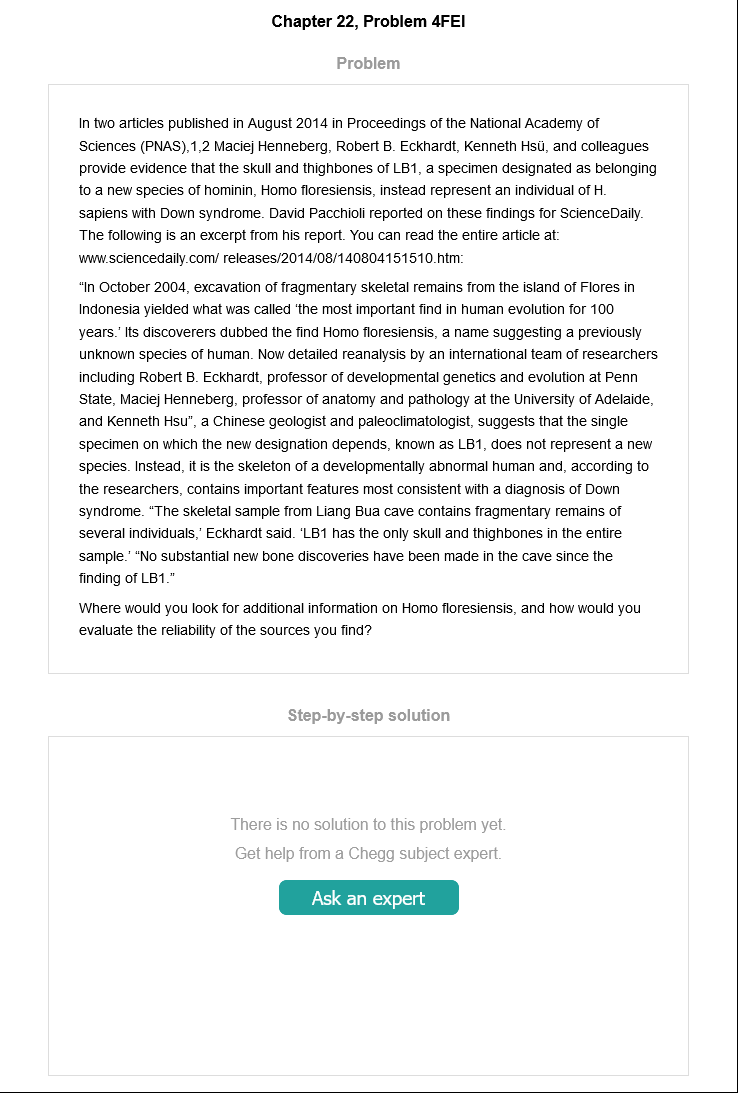 Chapter 22, Problem 4FEI
Problem
In two articles published in August 2014 in Proceedings of the National Academy of
Sciences (PNAS),1,2 Maciej Henneberg, Robert B. Eckhardt, Kenneth Hsü, and colleagues
provide evidence that the skull and thighbones of LB1, a specimen designated as belonging
to a new species of hominin, Homo floresiensis, instead represent an individual of H.
sapiens with Down syndrome. David Pacchioli reported on these findings for ScienceDaily.
The following is an excerpt from his report. You can read the entire article at:
www.sciencedaily.com/ releases/2014/08/140804151510.htm:
“In October 2004, excavation of fragmentary skeletal remains from the island of Flores in
Indonesia yielded what was called ‘the most important find in human evolution for 100
years.’ Its discoverers dubbed the find Homo floresiensis, a name suggesting a previously
unknown species of human. Now detailed reanalysis by an international team of researchers
including Robert B. Eckhardt, professor of developmental genetics and evolution at Penn
State, Maciej Henneberg, professor of anatomy and pathology at the University of Adelaide,
and Kenneth Hsu”, a Chinese geologist and paleoclimatologist, suggests that the single
specimen on which the new designation depends, known as LB1, does not represent a new
species. Instead, it is the skeleton of a developmentally abnormal human and, according to
the researchers, contains important features most consistent with a diagnosis of Down
syndrome. “The skeletal sample from Liang Bua cave contains fragmentary remains of
several individuals,’ Eckhardt said. ‘LB1 has the only skull and thighbones in the entire
sample.’ “No substantial new bone discoveries have been made in the cave since the
finding of LB1.”
Where would you look for additional information on Homo floresiensis, and how would you
evaluate the reliability of the sources you find?
Step-by-step solution
There is no solution to this problem yet.
Get help from a Chegg subject expert.
Ask an expert